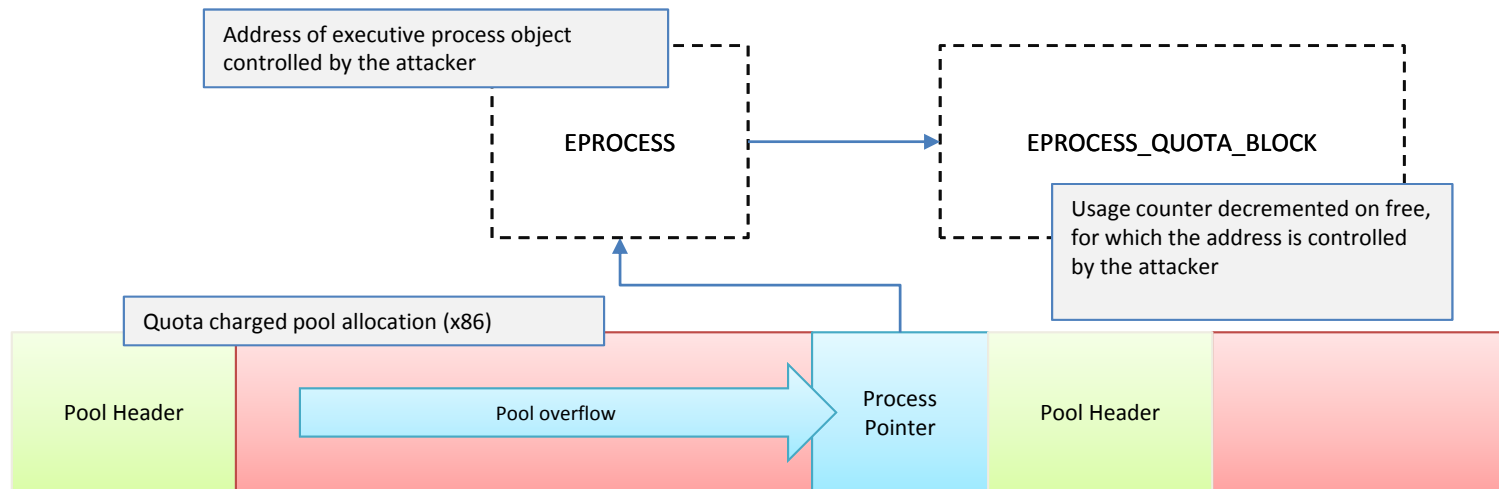 Address of executive process object
controlled by the attacker
EPROCESS
EPROCESS_QUOTA_BLOCK
Usage counter decremented on free,
for which the address is controlled
by the attacker
Quota charged pool allocation (x86)
Pool Header
Pool overflow
Process
Pointer
Pool Header